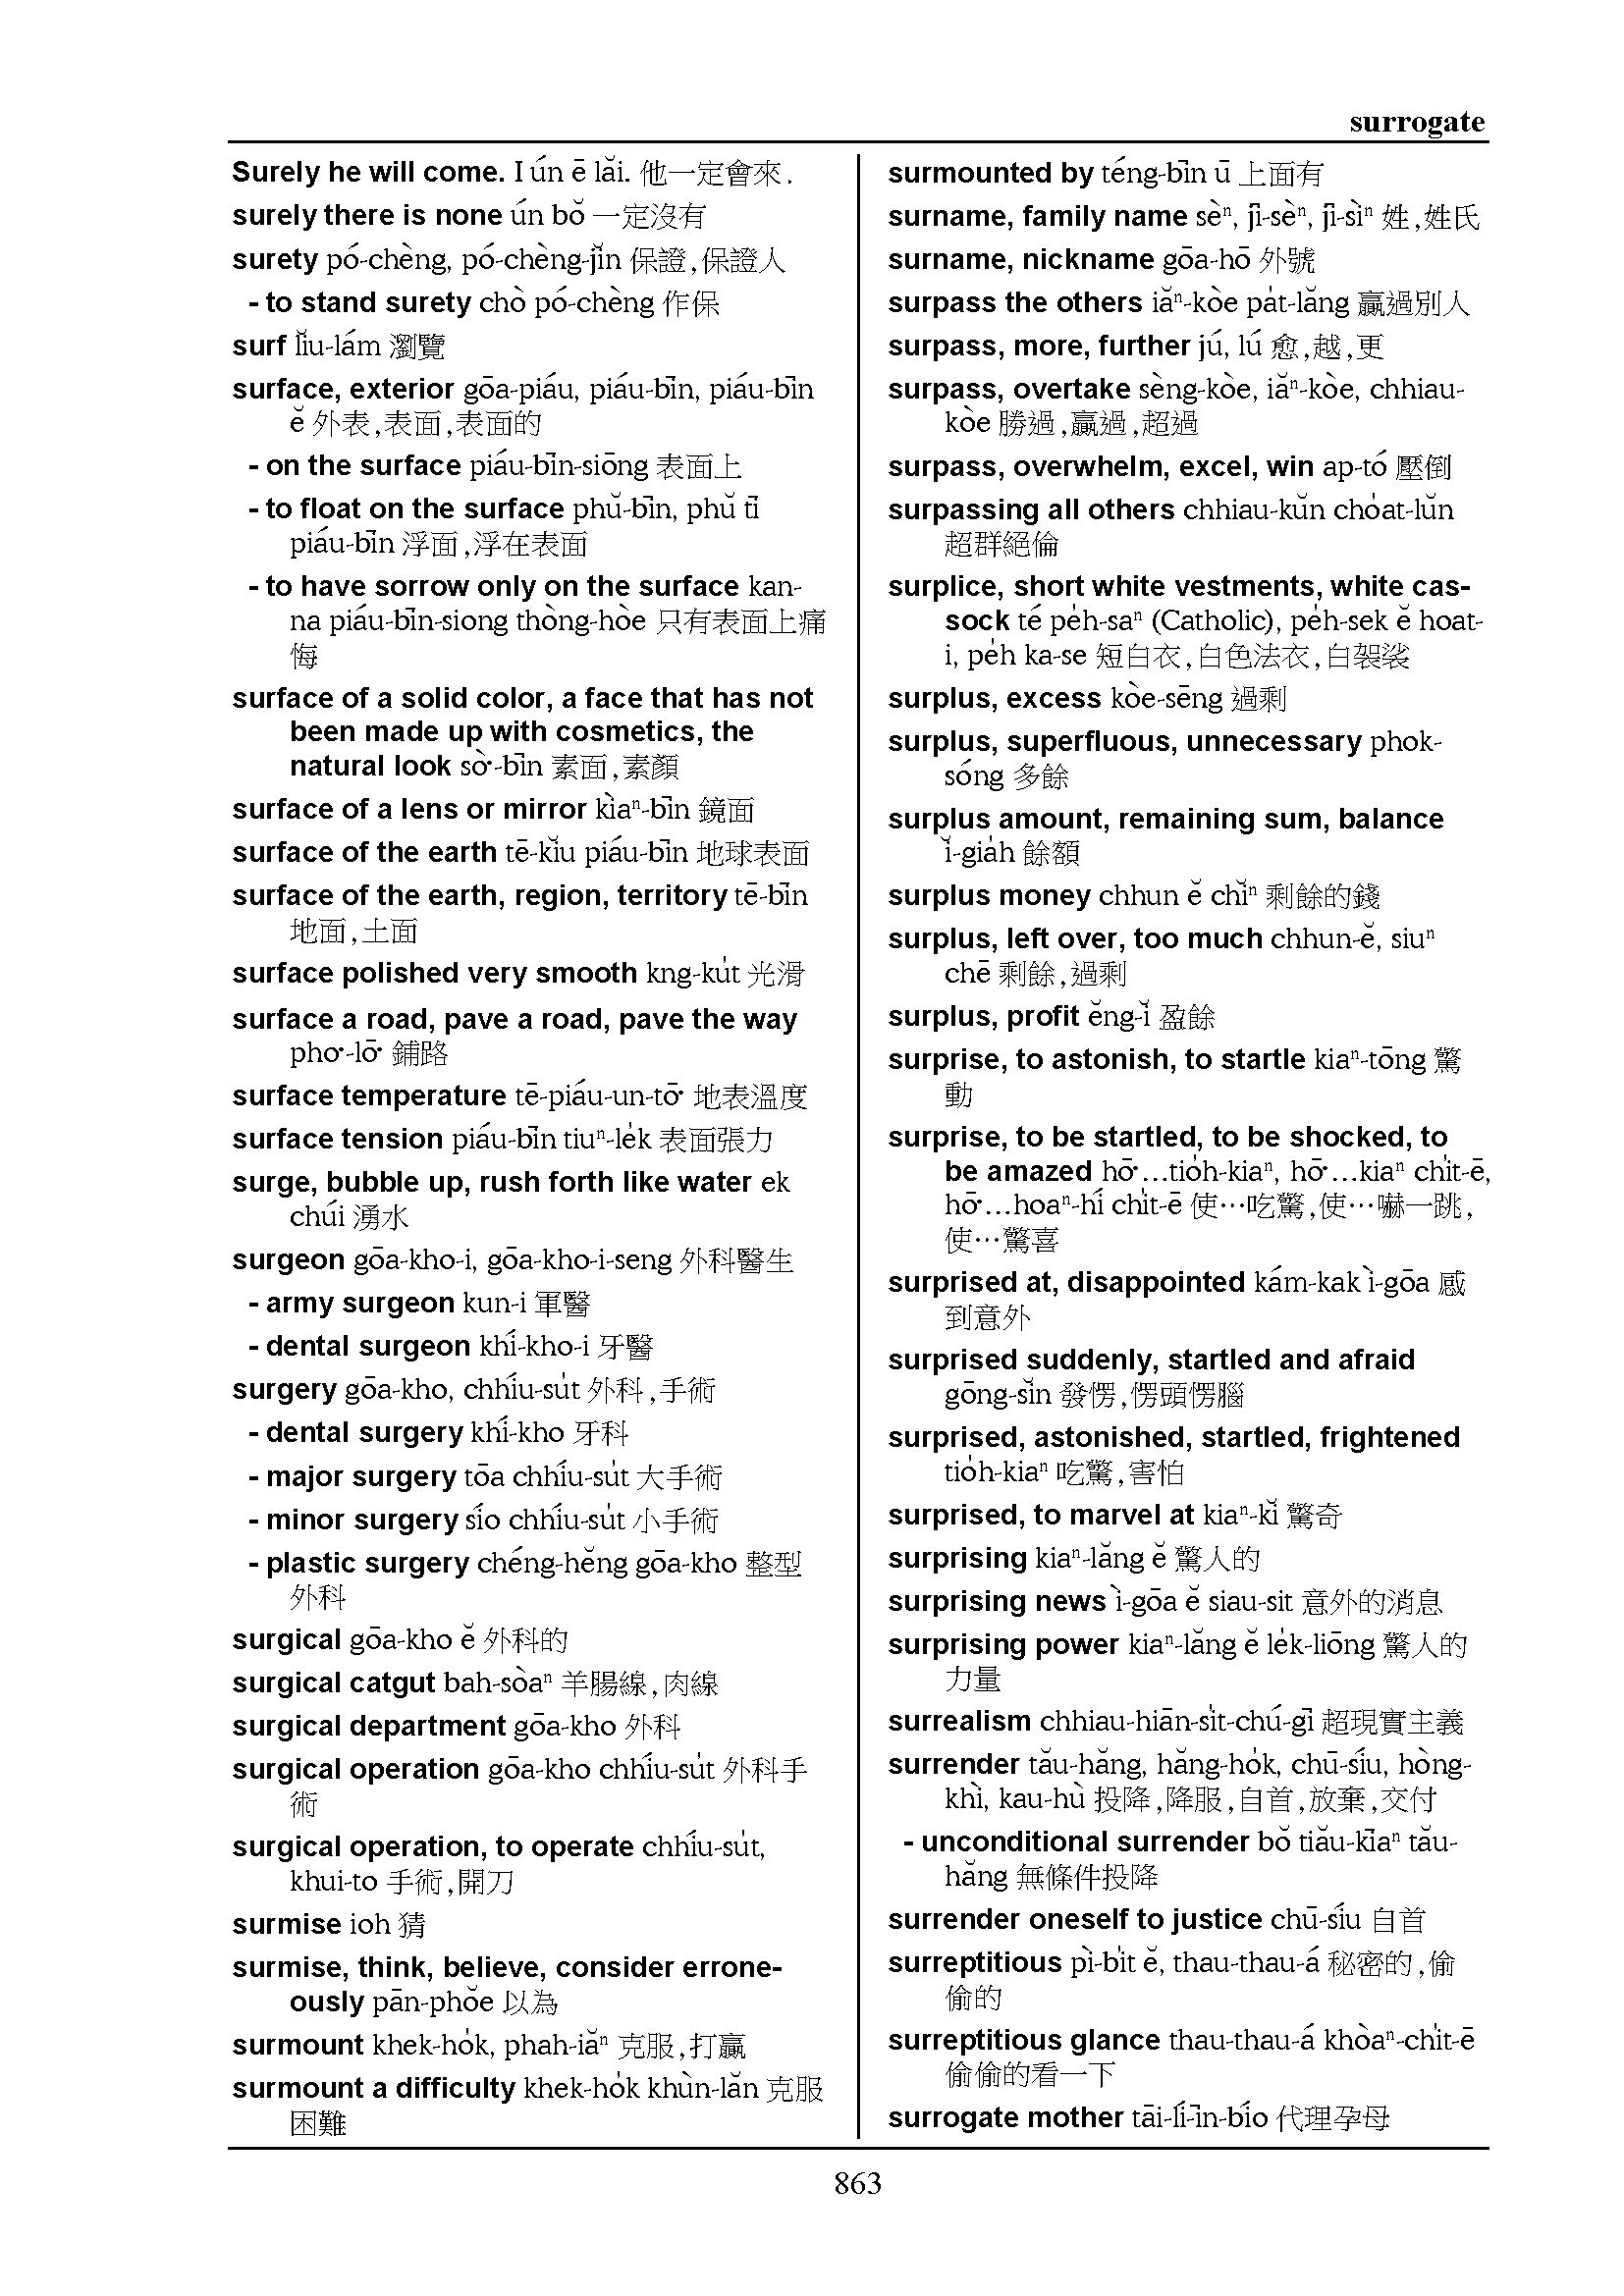 surrogate
Surely he will come. I ún ē lăi. 他一定會來.
surely there is none ún bŏ 一定沒有
surety pó-chèng, pó-chèng-jĭn 保證,保證人
- to stand surety chò pó-chèng 作保
surf lĭu-lám 瀏覽
surface, exterior gōa-piáu, piáu-bīn, piáu-bīn
ĕ 外表,表面,表面的
- on the surface piáu-bīn-siōng 表面上
- to float on the surface phŭ-bīn, phŭ tī
piáu-bīn 浮面,浮在表面
- to have sorrow only on the surface kan-
na piáu-bīn-siong thòng-hòe 只有表面上痛
悔
surface of a solid color, a face that has not
been made up with cosmetics, the
natural look sò͘-bīn 素面,素顏
surface of a lens or mirror kìaⁿ-bīn 鏡面
surface of the earth tē-kĭu piáu-bīn 地球表面
surface of the earth, region, territory tē-bīn
地面,土面
surface polished very smooth kng-ku̍t 光滑
surface a road, pave a road, pave the way
pho͘-lō͘ 鋪路
surface temperature tē-piáu-un-tō͘ 地表溫度
surface tension piáu-bīn tiuⁿ-le̍k 表面張力
surge, bubble up, rush forth like water ek
chúi 湧水
surgeon gōa-kho-i, gōa-kho-i-seng 外科醫生
- army surgeon kun-i 軍醫
- dental surgeon khí-kho-i 牙醫
surgery gōa-kho, chhíu-su̍t 外科,手術
- dental surgery khí-kho 牙科
- major surgery tōa chhíu-su̍t 大手術
- minor surgery sío chhíu-su̍t 小手術
- plastic surgery chéng-hĕng gōa-kho 整型
外科
surgical gōa-kho ĕ 外科的
surgical catgut bah-sòaⁿ 羊腸線,肉線
surgical department gōa-kho 外科
surgical operation gōa-kho chhíu-su̍t 外科手
術
surgical operation, to operate chhíu-su̍t,
khui-to 手術,開刀
surmise ioh 猜
surmise, think, believe, consider errone-
ously pān-phŏe 以為
surmount khek-ho̍k, phah-iăⁿ 克服,打贏
surmount a difficulty khek-ho̍k khùn-lăn 克服
困難
surmounted by téng-bīn ū 上面有
surname, family name sèⁿ, jī-sèⁿ, jī-sìⁿ 姓,姓氏
surname, nickname gōa-hō 外號
surpass the others iăⁿ-kòe pa̍t-lăng 贏過別人
surpass, more, further jú, lú 愈,越,更
surpass, overtake sèng-kòe, iăⁿ-kòe, chhiau-
kòe 勝過,贏過,超過
surpass, overwhelm, excel, win ap-tó 壓倒
surpassing all others chhiau-kŭn cho̍at-lŭn
超群絕倫
surplice, short white vestments, white cas-
sock té pe̍h-saⁿ (Catholic), pe̍h-sek ĕ hoat-
i, pe̍h ka-se 短白衣,白色法衣,白袈裟
surplus, excess kòe-sēng 過剩
surplus, superfluous, unnecessary phok-
sóng 多餘
surplus amount, remaining sum, balance
ĭ-gia̍h 餘額
surplus money chhun ĕ chĭⁿ 剩餘的錢
surplus, left over, too much chhun-ĕ, siuⁿ
chē 剩餘,過剩
surplus, profit ĕng-ĭ 盈餘
surprise, to astonish, to startle kiaⁿ-tōng 驚
動
surprise, to be startled, to be shocked, to
be amazed hō͘...tio̍h-kiaⁿ, hō͘...kiaⁿ chi̍t-ē,
hō͘...hoaⁿ-hí chi̍t-ē 使…吃驚,使…嚇一跳,
使…驚喜
surprised at, disappointed kám-kak ì-gōa 感
到意外
surprised suddenly, startled and afraid
gōng-sĭn 發愣,愣頭愣腦
surprised, astonished, startled, frightened
tio̍h-kiaⁿ 吃驚,害怕
surprised, to marvel at kiaⁿ-kĭ 驚奇
surprising kiaⁿ-lăng ĕ 驚人的
surprising news ì-gōa ĕ siau-sit 意外的消息
surprising power kiaⁿ-lăng ĕ le̍k-liōng 驚人的
力量
surrealism chhiau-hiān-si̍t-chú-gī 超現實主義
surrender tău-hăng, hăng-ho̍k, chū-síu, hòng-
khì, kau-hù 投降,降服,自首,放棄,交付
- unconditional surrender bŏ tiău-kīaⁿ tău-
hăng 無條件投降
surrender oneself to justice chū-síu 自首
surreptitious pì-bi̍t ĕ, thau-thau-á 秘密的,偷
偷的
surreptitious glance thau-thau-á khòaⁿ-chi̍t-ē
偷偷的看一下
surrogate mother tāi-lí-īn-bío 代理孕母
863